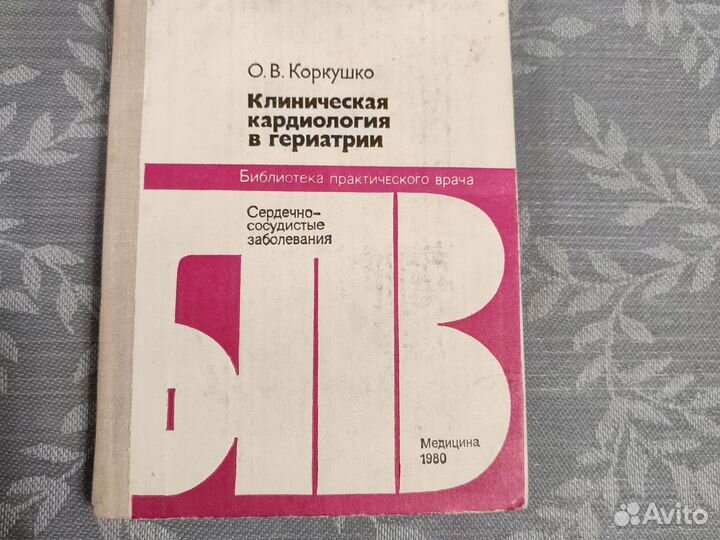 О. В. Коркушко
Клиническая
кардиология
в гериатрии
Библиотека практического врача
Сердечно-
сосудистые
заболевания
БПВ
Медицина
1980
Avito